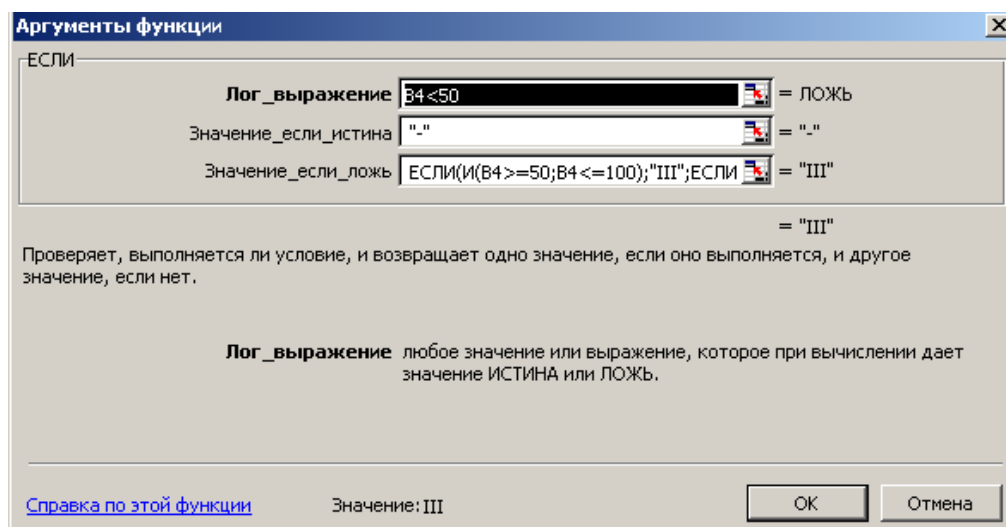 Аргументы функции
ЕСЛИ
Лог_выражение B4<50 = ЛОЖЬ
Значение_если_истина "-" = "-"
Значение_если_ложь ЕСЛИ(И(B4>=50;B4<=100);"III";ЕСЛИ = "III"
= "III"
Проверяет, выполняется ли условие, и возвращает одно значение, если оно выполняется, и другое
значение, если нет.
Лог_выражение любое значение или выражение, которое при вычислении дает
значение ИСТИНА или ЛОЖЬ.
Справка по этой функции Значение: III OK Отмена